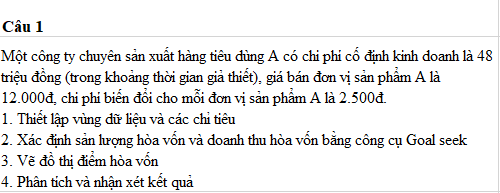 Câu 1
Một công ty chuyên sản xuất hàng tiêu dùng A có chi phí cố định kinh doanh là 48
triệu đồng (trong khoảng thời gian giả thiết), giá bán đơn vị sản phẩm A là
12.000đ, chi phí biến đổi cho mỗi đơn vị sản phẩm A là 2.500đ.
1. Thiết lập vùng dữ liệu và các chỉ tiêu
2. Xác định sản lượng hòa vốn và doanh thu hòa vốn bằng công cụ Goal seek
3. Vẽ đồ thị điểm hòa vốn
4. Phân tích và nhận xét kết quả